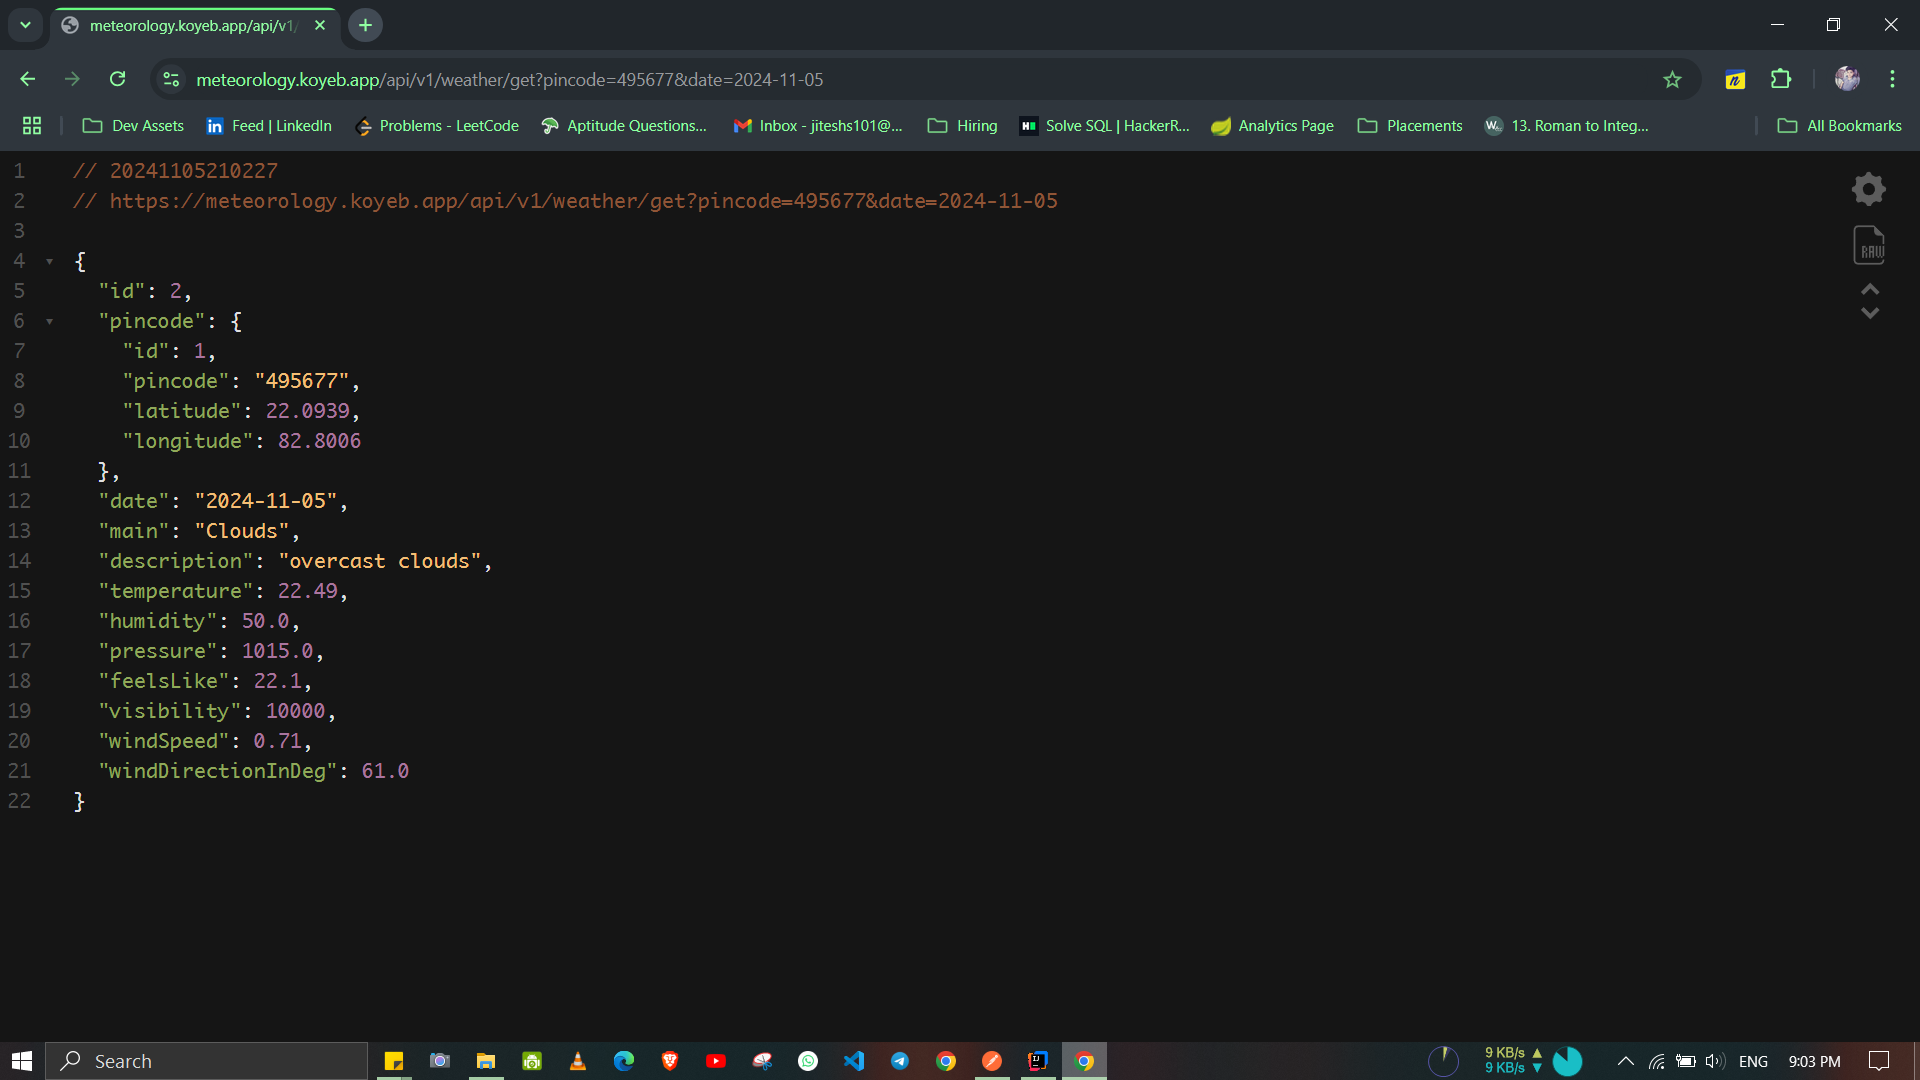 meteorology.koyeb.app/api/v1/
meteorology.koyeb.app/api/v1/weather/get?pincode=495677&date=2024-11-05
Dev Assets Feed | LinkedIn Problems - LeetCode Aptitude Questions... Inbox - jiteshs101@... Hiring Solve SQL | HackerR... Analytics Page Placements 13. Roman to Integ... All Bookmarks
1 // 20241105210227
2 // https://meteorology.koyeb.app/api/v1/weather/get?pincode=495677&date=2024-11-05
3
4 {
5 "id": 2,
6 "pincode": {
7 "id": 1,
8 "pincode": "495677",
9 "latitude": 22.0939,
10 "longitude": 82.8006
11 },
12 "date": "2024-11-05",
13 "main": "Clouds",
14 "description": "overcast clouds",
15 "temperature": 22.49,
16 "humidity": 50.0,
17 "pressure": 1015.0,
18 "feelsLike": 22.1,
19 "visibility": 10000,
20 "windSpeed": 0.71,
21 "windDirectionInDeg": 61.0
22 }
RAW
Search
9 KB/s
9 KB/s
ENG 9:03 PM